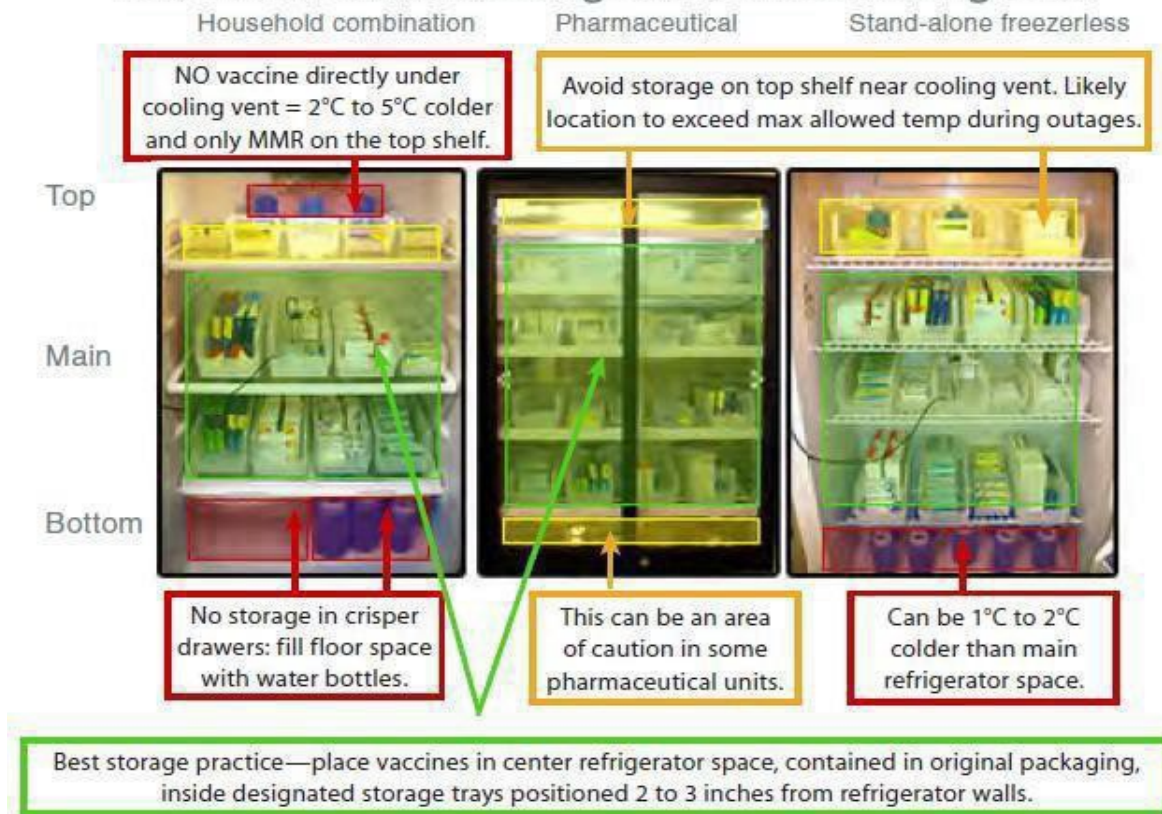 Household combination
Pharmaceutical
Stand-alone freezerless
NO vaccine directly under
cooling vent = 2°C to 5°C colder
and only MMR on the top shelf.
Avoid storage on top shelf near cooling vent. Likely
location to exceed max allowed temp during outages.
Top
Main
Bottom
No storage in crisper
drawers: fill floor space
with water bottles.
This can be an area
of caution in some
pharmaceutical units.
Can be 1°C to 2°C
colder than main
refrigerator space.
Best storage practice—place vaccines in center refrigerator space, contained in original packaging,
inside designated storage trays positioned 2 to 3 inches from refrigerator walls.